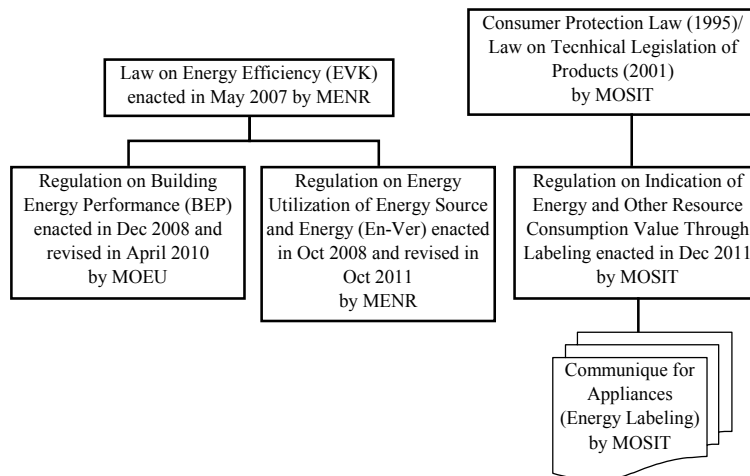 Law on Energy Efficiency (EVK)
enacted in May 2007 by MENR
Regulation on Building
Energy Performance (BEP)
enacted in Dec 2008 and
revised in April 2010
by MOEU
Regulation on Energy
Utilization of Energy Source
and Energy (En-Ver) enacted
in Oct 2008 and revised in
Oct 2011
by MENR
Consumer Protection Law (1995)/
Law on Tecnhical Legislation of
Products (2001)
by MOSIT
Regulation on Indication of
Energy and Other Resource
Consumption Value Through
Labeling enacted in Dec 2011
by MOSIT
Communique for
Appliances
(Energy Labeling)
by MOSIT